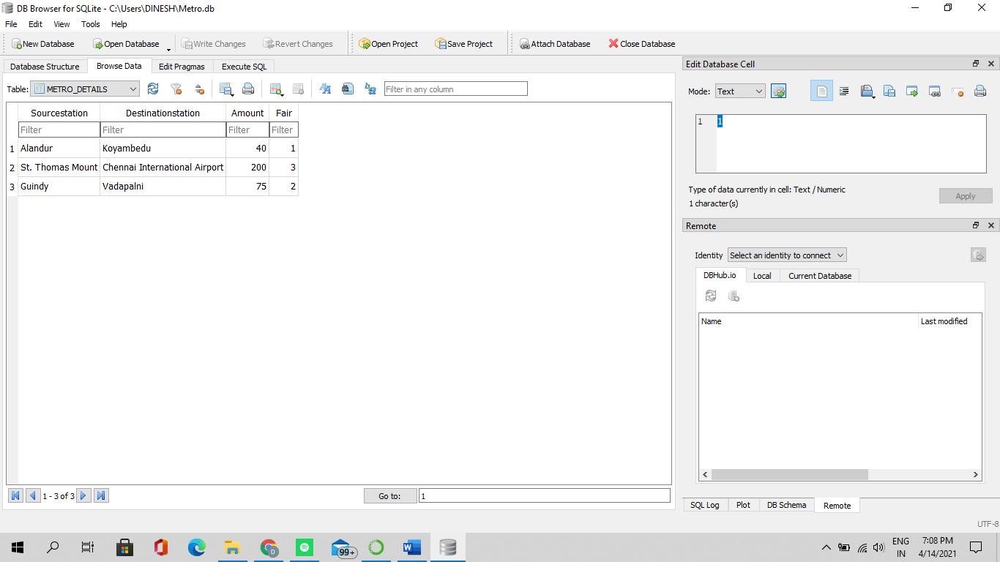 DB Browser for SQLite - C:\Users\DINESH\Metro.db
File Edit View Tools Help
New Database Open Database Write Changes Revert Changes Open Project Save Project Attach Database Close Database
Database Structure Browse Data Edit Pragmas Execute SQL
Table: METRO_DETAILS Filter in any column
Sourcestation Destinationstation Amount Fair
Filter Filter Filter Filter
1 Alandur Koyambedu 40 1
2 St. Thomas Mount Chennai International Airport 200 3
3 Guindy Vadapalni 75 2
1 - 3 of 3 Go to: 1
Edit Database Cell
Mode: Text
1 1
Type of data currently in cell: Text / Numeric
1 character(s)
Apply
Remote
Identity Select an identity to connect
DBHub.io Local Current Database
Name Last modified
SQL Log Plot DB Schema Remote
UTF-8
D 99+ W ENG 7:08 PM
IN 4/14/2021